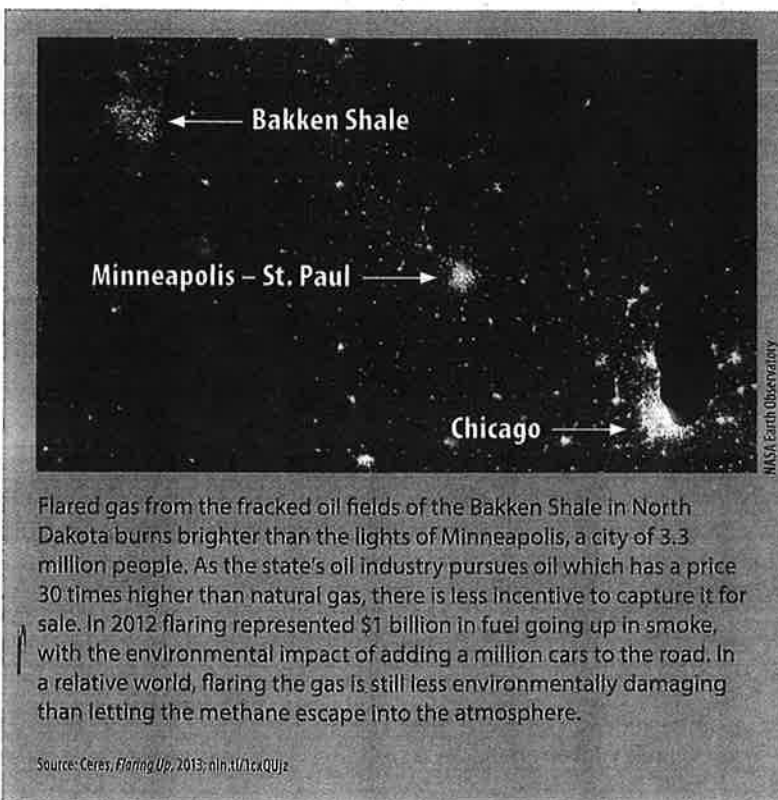 Bakken Shale
Minneapolis – St. Paul
Chicago
NASA Earth Observatory
Flared gas from the fracked oil fields of the Bakken Shale in North
Dakota burns brighter than the lights of Minneapolis, a city of 3.3
million people. As the state's oil industry pursues oil which has a price
30 times higher than natural gas, there is less incentive to capture it for
sale. In 2012 flaring represented $1 billion in fuel going up in smoke,
with the environmental impact of adding a million cars to the road. In
a relative world, flaring the gas is still less environmentally damaging
than letting the methane escape into the atmosphere.
Source: Ceres, Flaring Up, 2013;